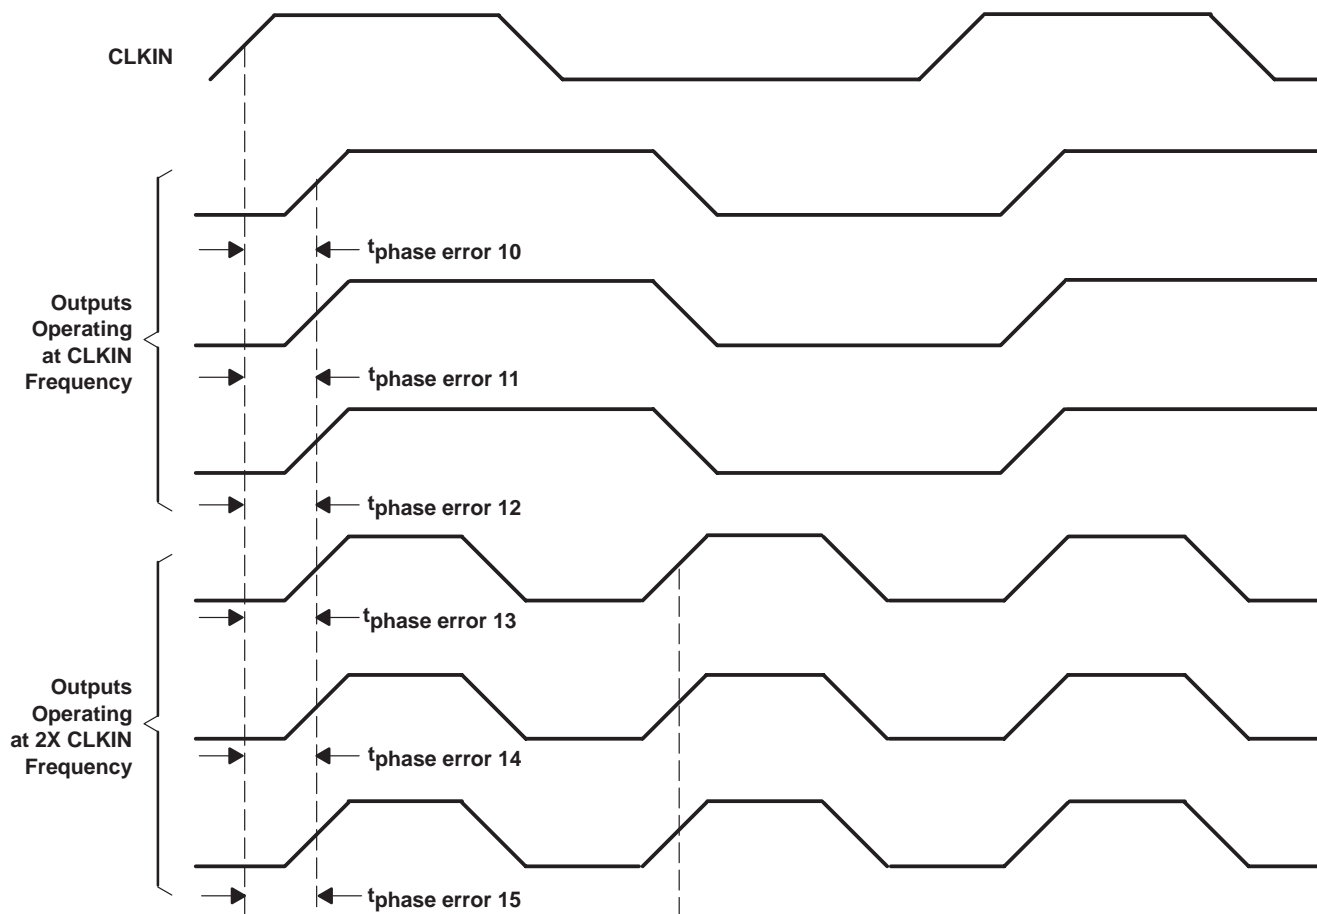 CLKIN
tphase error 10
Outputs
Operating
at CLKIN
Frequency
tphase error 11
tphase error 12
tphase error 13
Outputs
Operating
at 2X CLKIN
Frequency
tphase error 14
tphase error 15